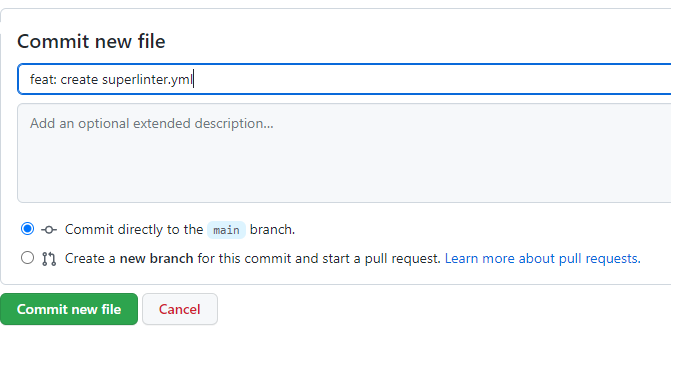 Commit new file
feat: create superlinter.yml
Add an optional extended description...
Commit directly to the main branch.
Create a new branch for this commit and start a pull request. Learn more about pull requests.
Commit new file
Cancel